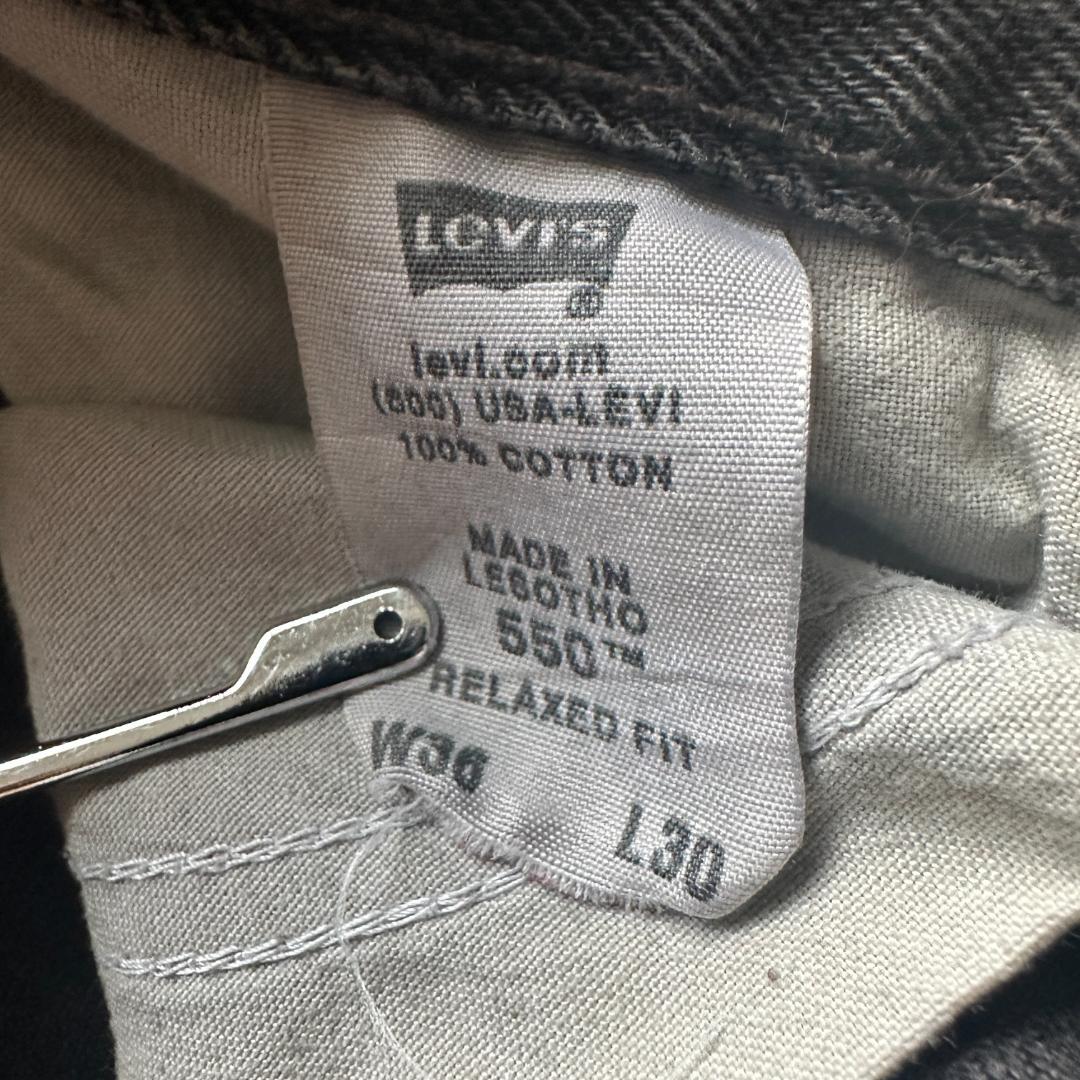 LEVI'S
®
levi.com
(800) USA-LEVI
100% COTTON
MADE IN
LESOTHO
550™
RELAXED FIT
W36
L30